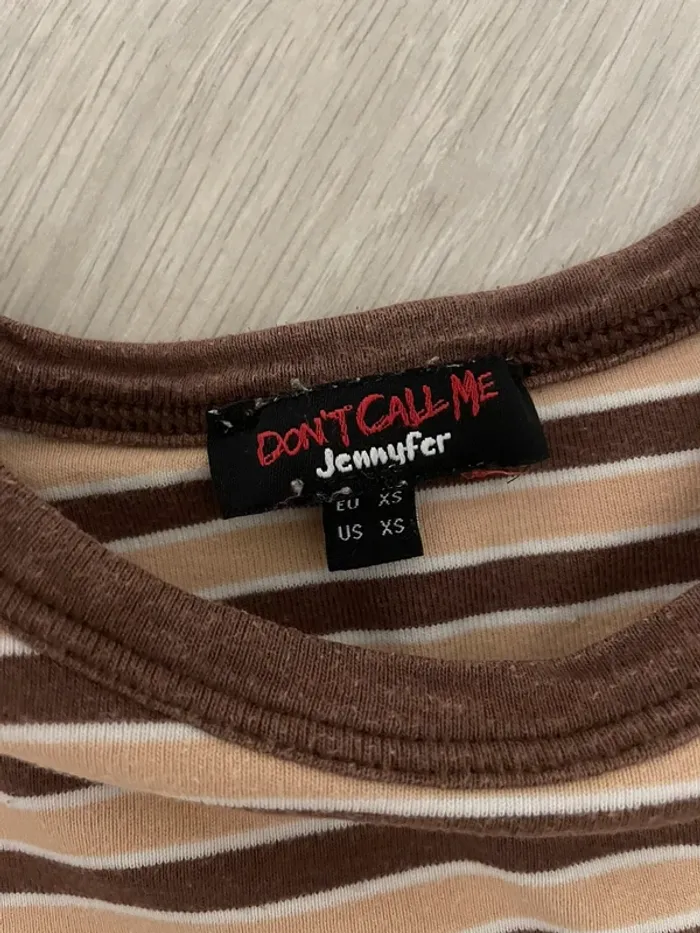 DON'T CALL ME
Jennyfer
EU XS
US XS